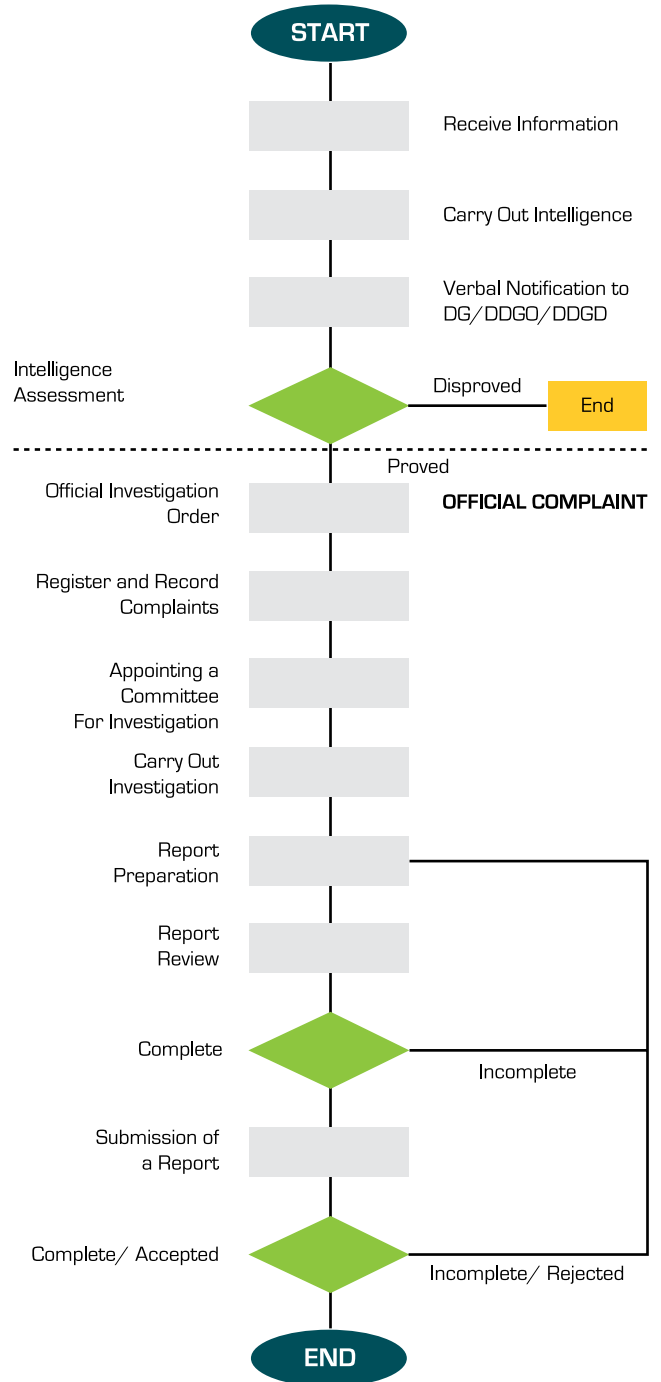 START
Receive Information
Carry Out Intelligence
Verbal Notification to
DG/DDGO/DDGD
Intelligence
Assessment
Disproved
End
Proved
Official Investigation
Order
OFFICIAL COMPLAINT
Register and Record
Complaints
Appointing a
Committee
For Investigation
Carry Out
Investigation
Report
Preparation
Report
Review
Complete
Incomplete
Submission of
a Report
Complete/ Accepted
Incomplete/ Rejected
END